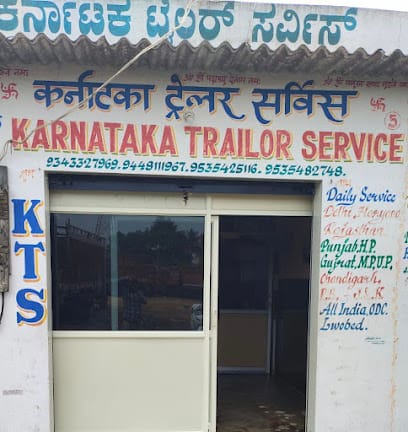 ಕರ್ನಾಟಕ ಟ್ರೈಲರ್ ಸರ್ವಿಸ್
कर्नाटका ट्रेलर सर्विस
5
KARNATAKA TRAILOR SERVICE
9343327969.9448111967.9535425116.9535482748.
KTS
Daily Service
Delhi, Haryana
Rajasthan
Punjab, H.P.
Gujrat, M.P, U.P.
Chandigarh.
J&K
All India, ODC.
Lwobed.